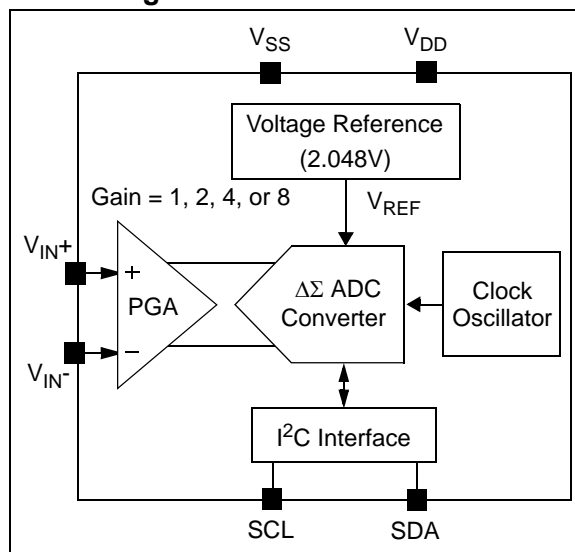 V_SS
V_DD
Voltage Reference
(2.048V)
Gain = 1, 2, 4, or 8
V_REF
V_IN+
+
PGA
−
V_IN-
ΔΣ ADC
Converter
Clock
Oscillator
I²C Interface
SCL
SDA